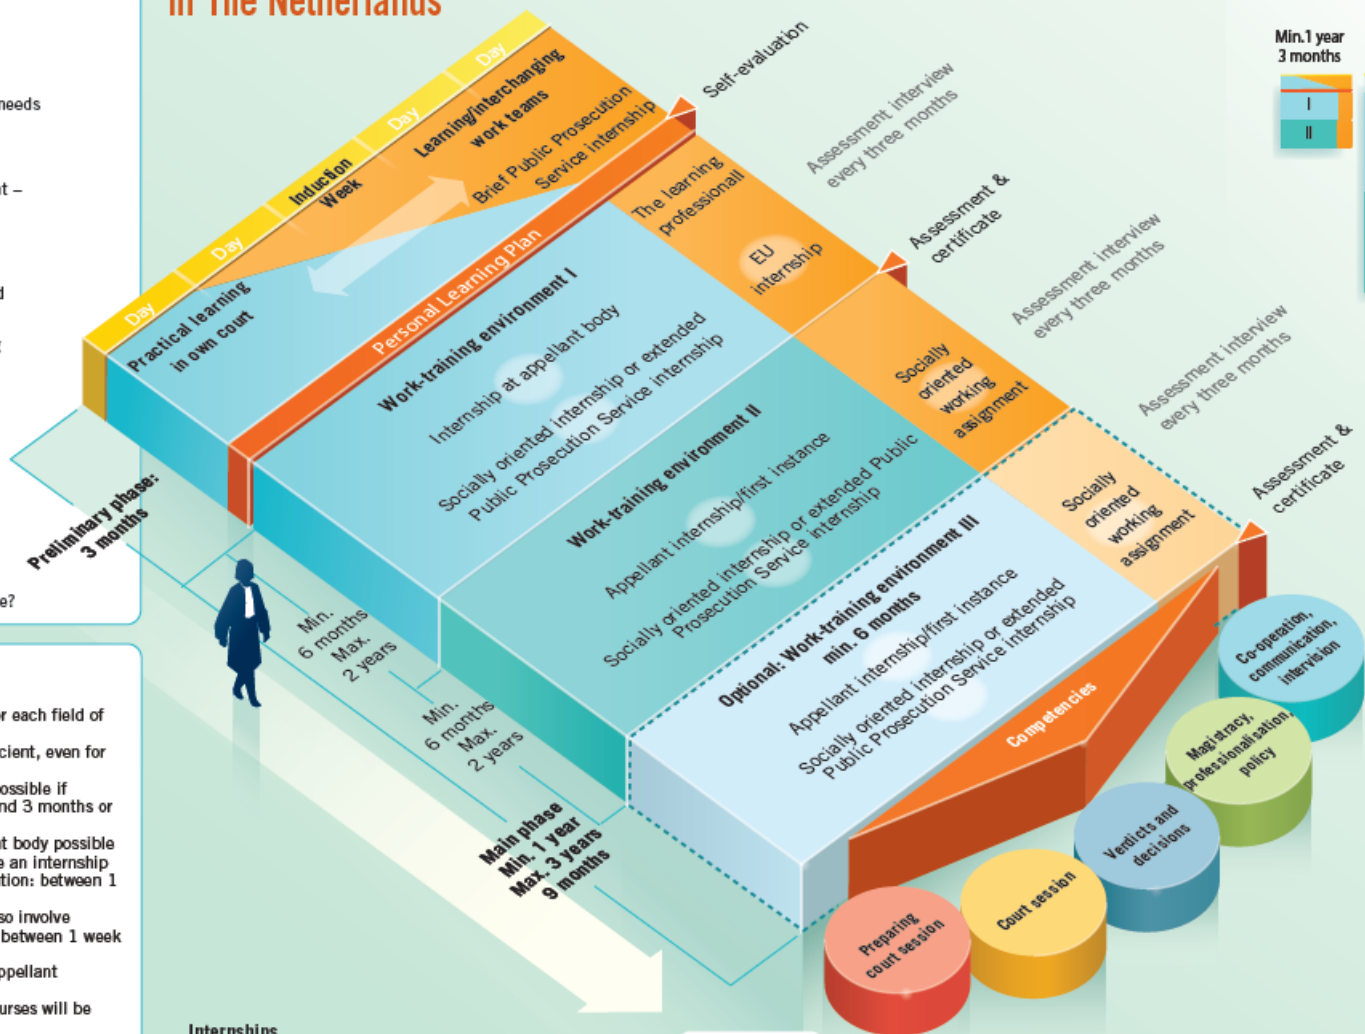 in The Netherlands
needs
nt –
d
g
e?
r each field of
cient, even for
ossible if
nd 3 months or
nt body possible
e an internship
tion: between 1
so involve
between 1 week
ppellant
urses will be
Day
Day
Induction
Week
Day
Day
Learning/interchanging
work teams
Brief Public Prosecution
Service internship
Practical learning
in own court
Personal Learning Plan
Self-evaluation
The learning
professionall
EU
internship
Assessment interview
every three months
Assessment &
certificate
Work-training environment I
Internship at appellant body
Socially oriented internship or extended
Public Prosecution Service internship
Socially
oriented
working
assignment
Assessment interview
every three months
Work-training environment II
Appellant internship/first instance
Socially oriented internship or extended Public
Prosecution Service internship
Socially
oriented
working
assignment
Assessment interview
every three months
Assessment &
certificate
Optional: Work-training environment III
min. 6 months
Appellant internship/first instance
Socially oriented internship or extended
Public Prosecution Service internship
Competencies
Preliminary phase:
3 months
Min.
6 months
Max.
2 years
Min.
6 months
Max.
2 years
Main phase
Min. 1 year
Max. 3 years
9 months
Co-operation,
communication,
intervision
Magistracy,
professionalisation,
policy
Verdicts and
decisions
Court session
Preparing
court session
Min.1 year
3 months
I
II
Internships